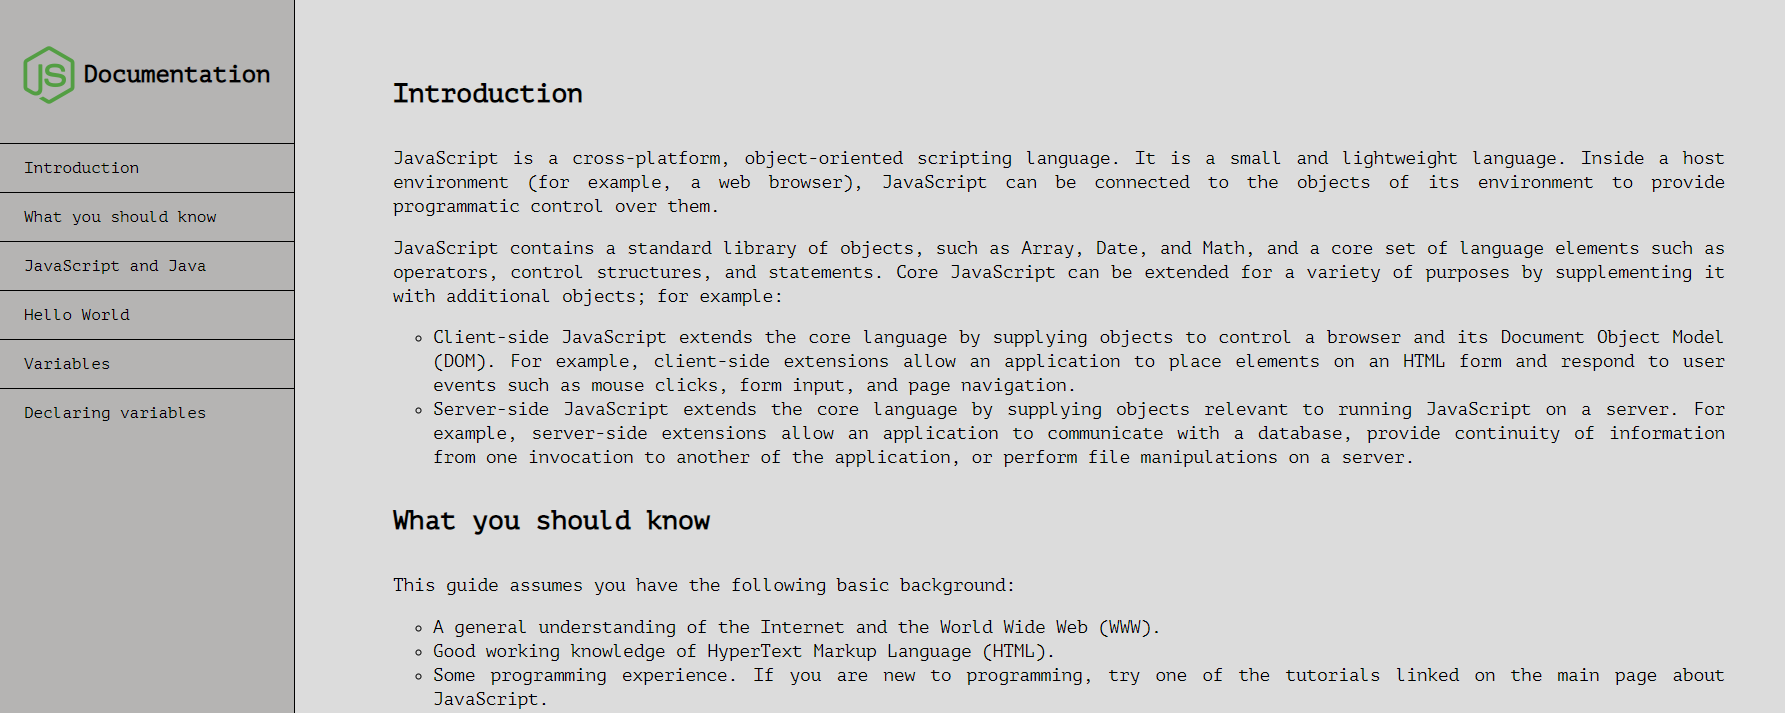 JS Documentation
Introduction
What you should know
JavaScript and Java
Hello World
Variables
Declaring variables
Introduction
JavaScript is a cross-platform, object-oriented scripting language. It is a small and lightweight language. Inside a host
environment (for example, a web browser), JavaScript can be connected to the objects of its environment to provide
programmatic control over them.
JavaScript contains a standard library of objects, such as Array, Date, and Math, and a core set of language elements such as
operators, control structures, and statements. Core JavaScript can be extended for a variety of purposes by supplementing it
with additional objects; for example:
Client-side JavaScript extends the core language by supplying objects to control a browser and its Document Object Model
(DOM). For example, client-side extensions allow an application to place elements on an HTML form and respond to user
events such as mouse clicks, form input, and page navigation.
Server-side JavaScript extends the core language by supplying objects relevant to running JavaScript on a server. For
example, server-side extensions allow an application to communicate with a database, provide continuity of information
from one invocation to another of the application, or perform file manipulations on a server.
What you should know
This guide assumes you have the following basic background:
A general understanding of the Internet and the World Wide Web (WWW).
Good working knowledge of HyperText Markup Language (HTML).
Some programming experience. If you are new to programming, try one of the tutorials linked on the main page about
JavaScript.